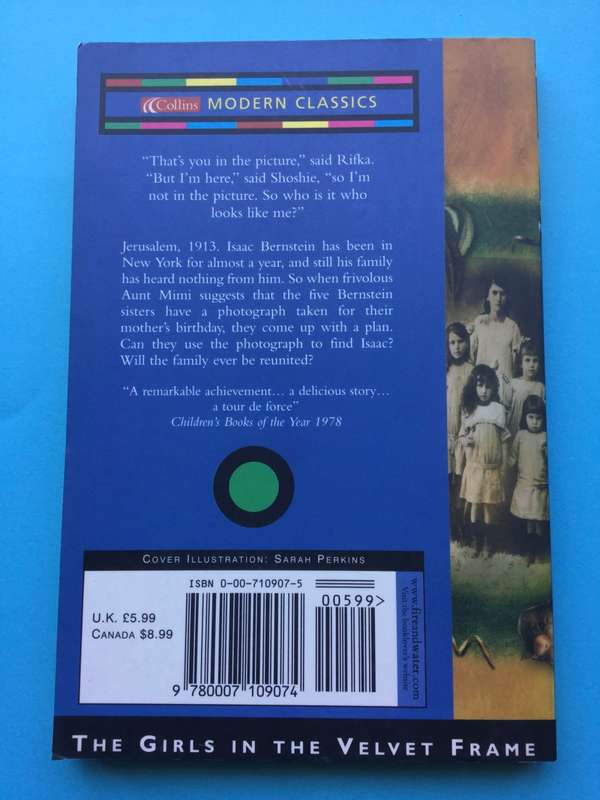 Collins MODERN CLASSICS
“That’s you in the picture,” said Rifka.
“But I’m here,” said Shoshie, “so I’m
not in the picture. So who is it who
looks like me?”
Jerusalem, 1913. Isaac Bernstein has been in
New York for almost a year, and still his family
has heard nothing from him. So when frivolous
Aunt Mimi suggests that the five Bernstein
sisters have a photograph taken for their
mother’s birthday, they come up with a plan.
Can they use the photograph to find Isaac?
Will the family ever be reunited?
“A remarkable achievement… a delicious story…
a tour de force”
Children’s Books of the Year 1978
COVER ILLUSTRATION: SARAH PERKINS
ISBN 0-00-710907-5
00599>
U.K. £5.99
CANADA $8.99
9 780007 109074
www.fireandwater.com
Visit the book lover’s website
THE GIRLS IN THE VELVET FRAME